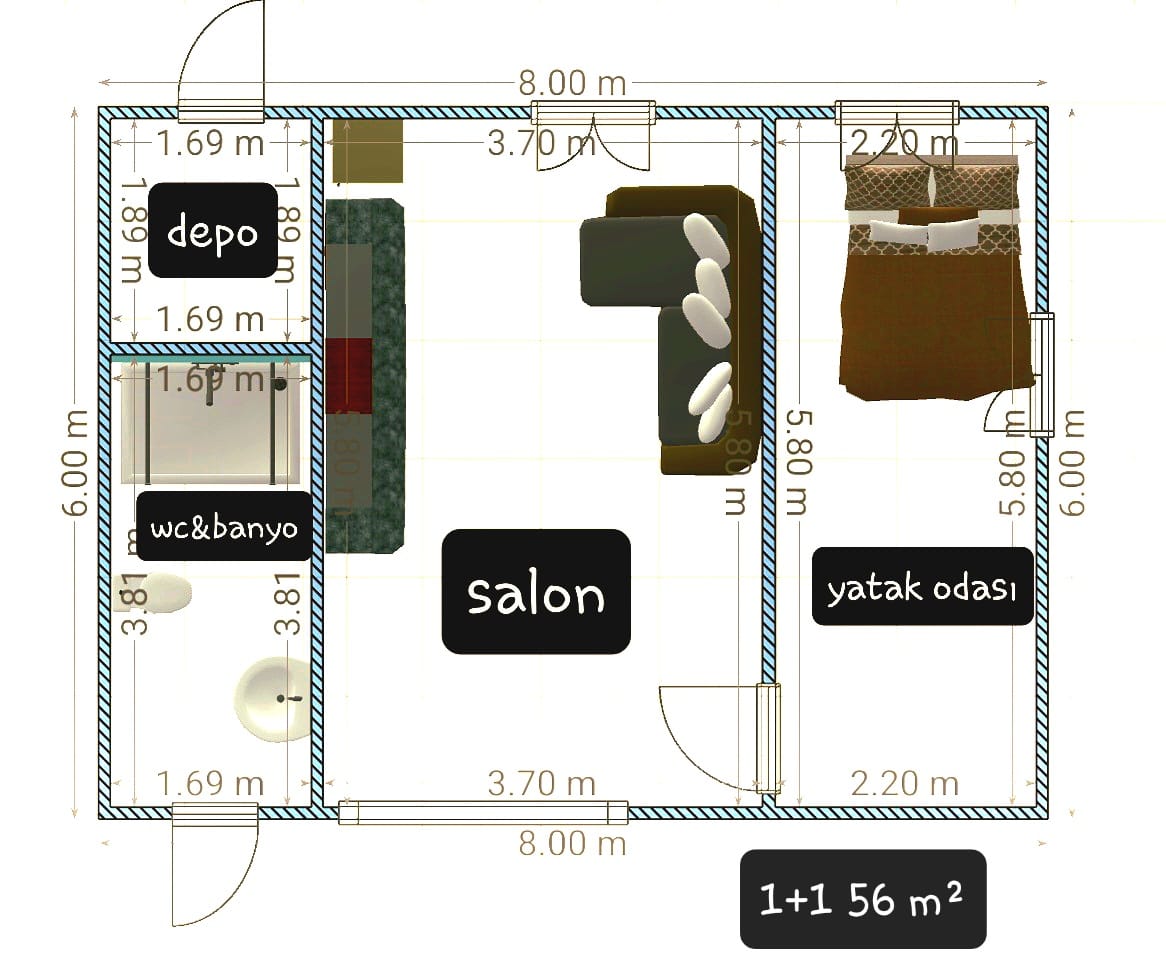 8.00 m
1.69 m
3.70 m
2.20 m
1.89 m
1.89 m
depo
1.69 m
1.69 m
6.00 m
5.80 m
5.80 m
5.80 m
5.80 m
6.00 m
wc&banyo
salon
yatak odası
3.81 m
3.81
1.69 m
3.70 m
2.20 m
8.00 m
1+1 56 m²